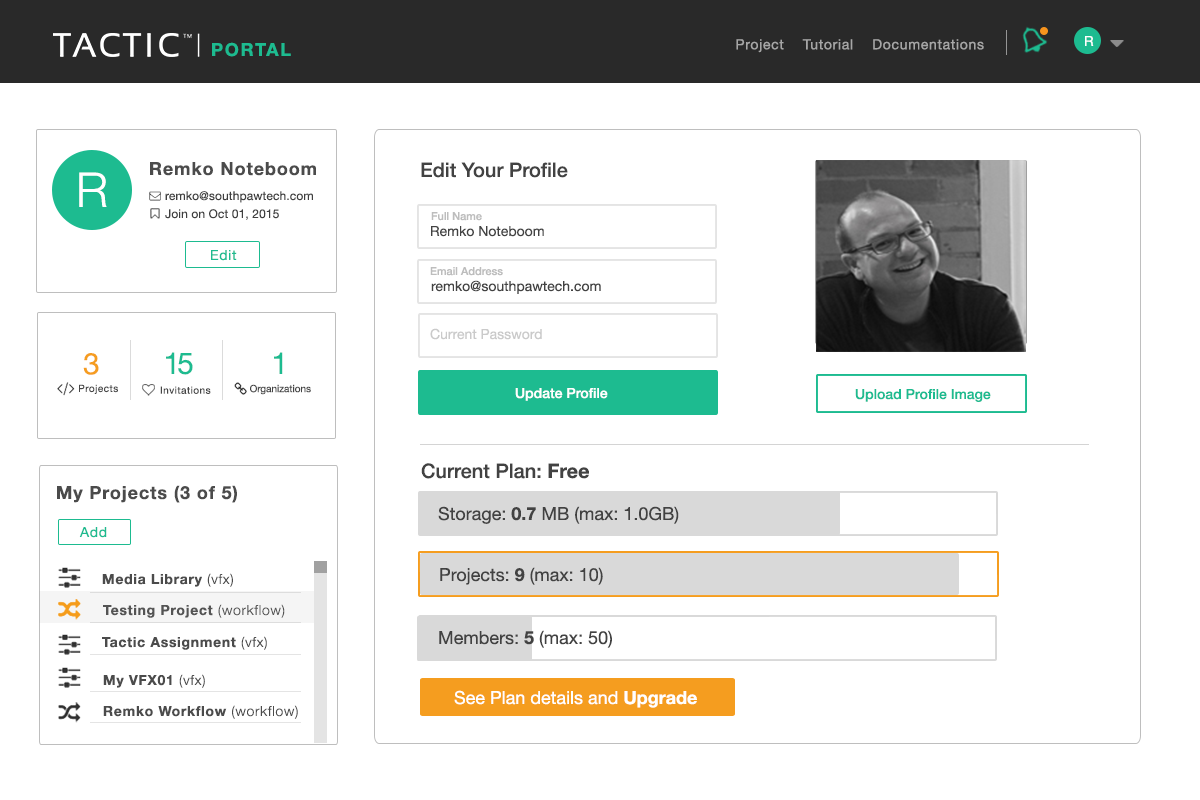 TACTIC™ | PORTAL
Project Tutorial Documentations
R
R
Remko Noteboom
remko@southpawtech.com
Join on Oct 01, 2015
Edit
3 15 1
</> Projects Invitations Organizations
My Projects (3 of 5)
Add
Media Library (vfx)
Testing Project (workflow)
Tactic Assignment (vfx)
My VFX01 (vfx)
Remko Workflow (workflow)
Edit Your Profile
Full Name
Remko Noteboom
Email Address
remko@southpawtech.com
Current Password
Update Profile
Upload Profile Image
Current Plan: Free
Storage: 0.7 MB (max: 1.0GB)
Projects: 9 (max: 10)
Members: 5 (max: 50)
See Plan details and Upgrade